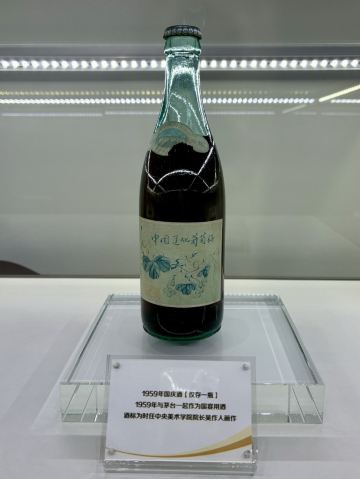 中国通化葡萄酒
1959年国庆酒【仅存一瓶】
1959年与茅台一起作为国宴用酒
酒标为时任中央美术学院院长吴作人画作